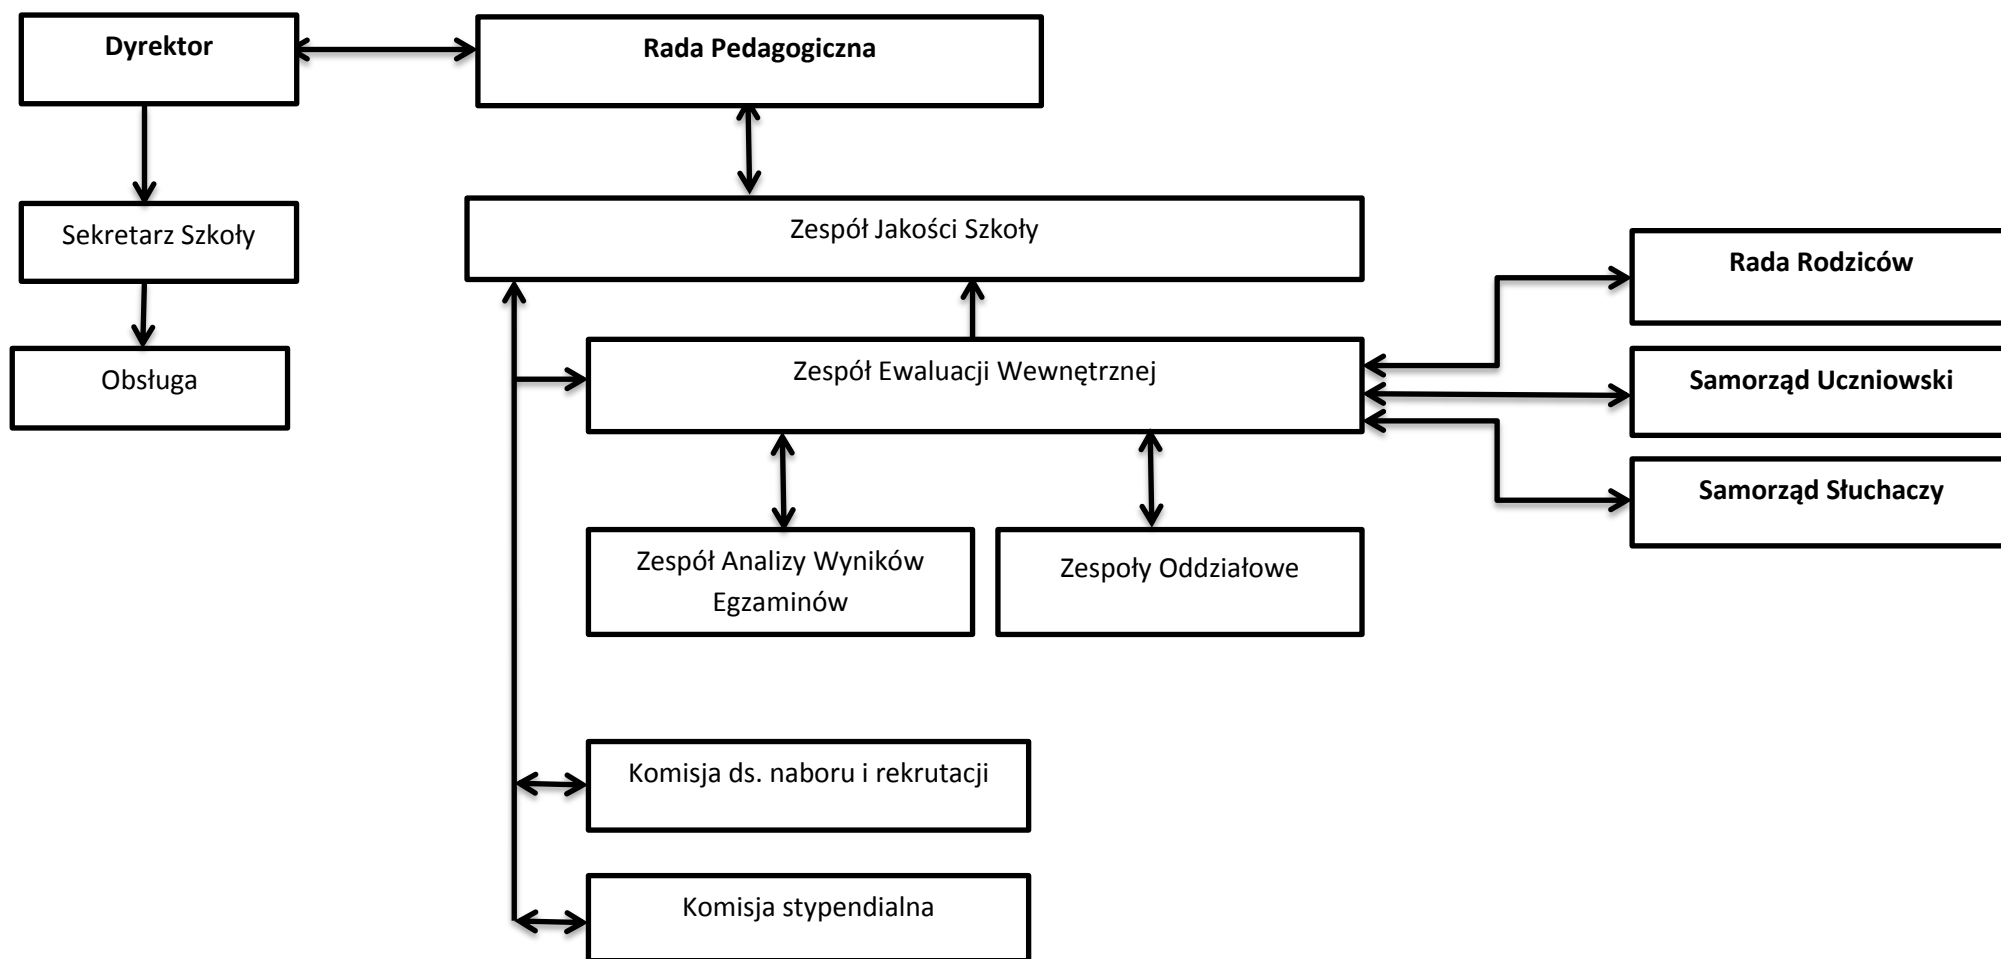 Dyrektor
Rada Pedagogiczna
Sekretarz Szkoły
Zespół Jakości Szkoły
Rada Rodziców
Obsługa
Zespół Ewaluacji Wewnętrznej
Samorząd Uczniowski
Samorząd Słuchaczy
Zespół Analizy Wyników
Egzaminów
Zespoły Oddziałowe
Komisja ds. naboru i rekrutacji
Komisja stypendialna